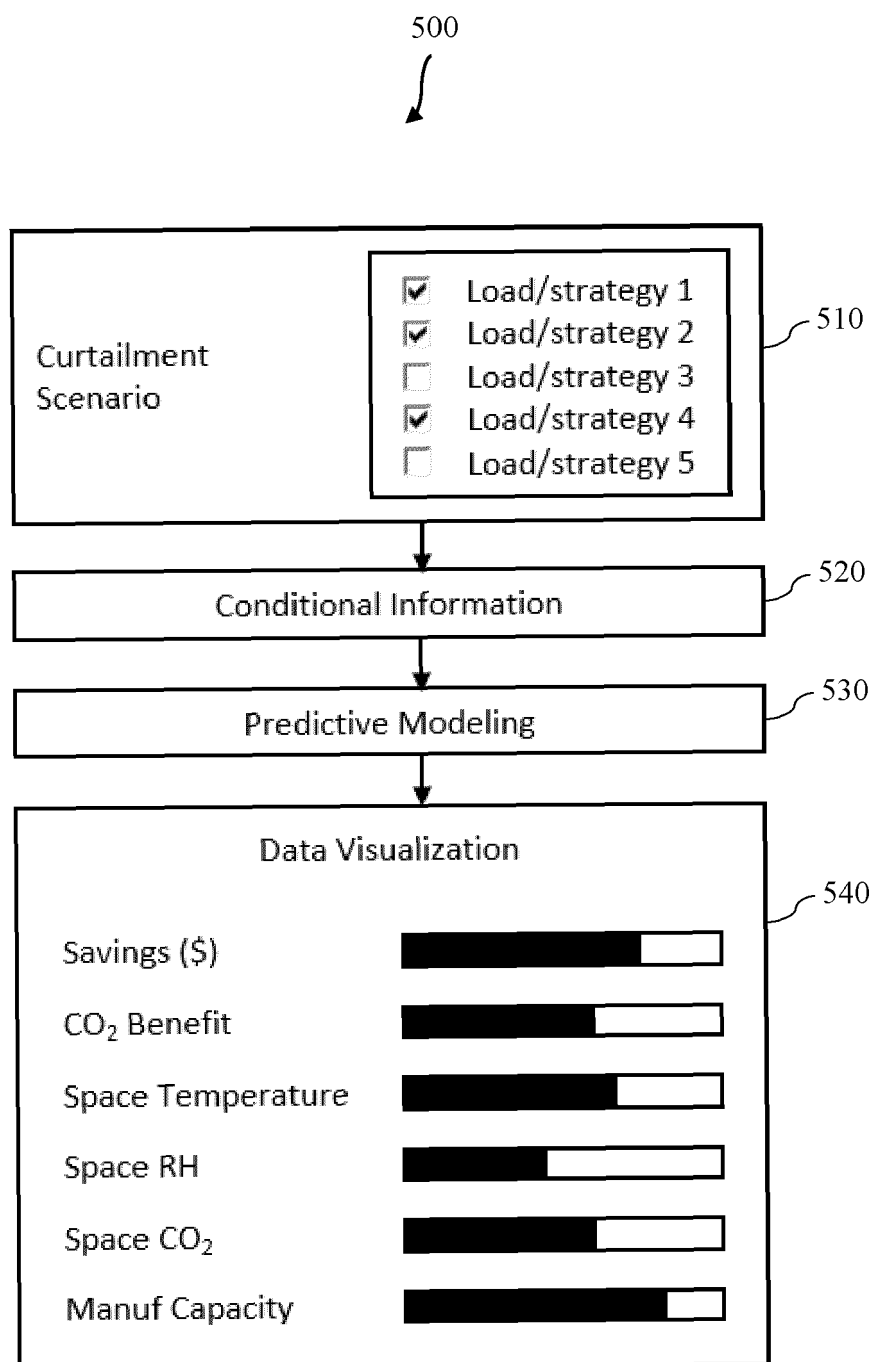 500
Curtailment
Scenario
Load/strategy 1
Load/strategy 2
Load/strategy 3
Load/strategy 4
Load/strategy 5
510
Conditional Information
520
Predictive Modeling
530
Data Visualization
540
Savings ($)
CO₂ Benefit
Space Temperature
Space RH
Space CO₂
Manuf Capacity